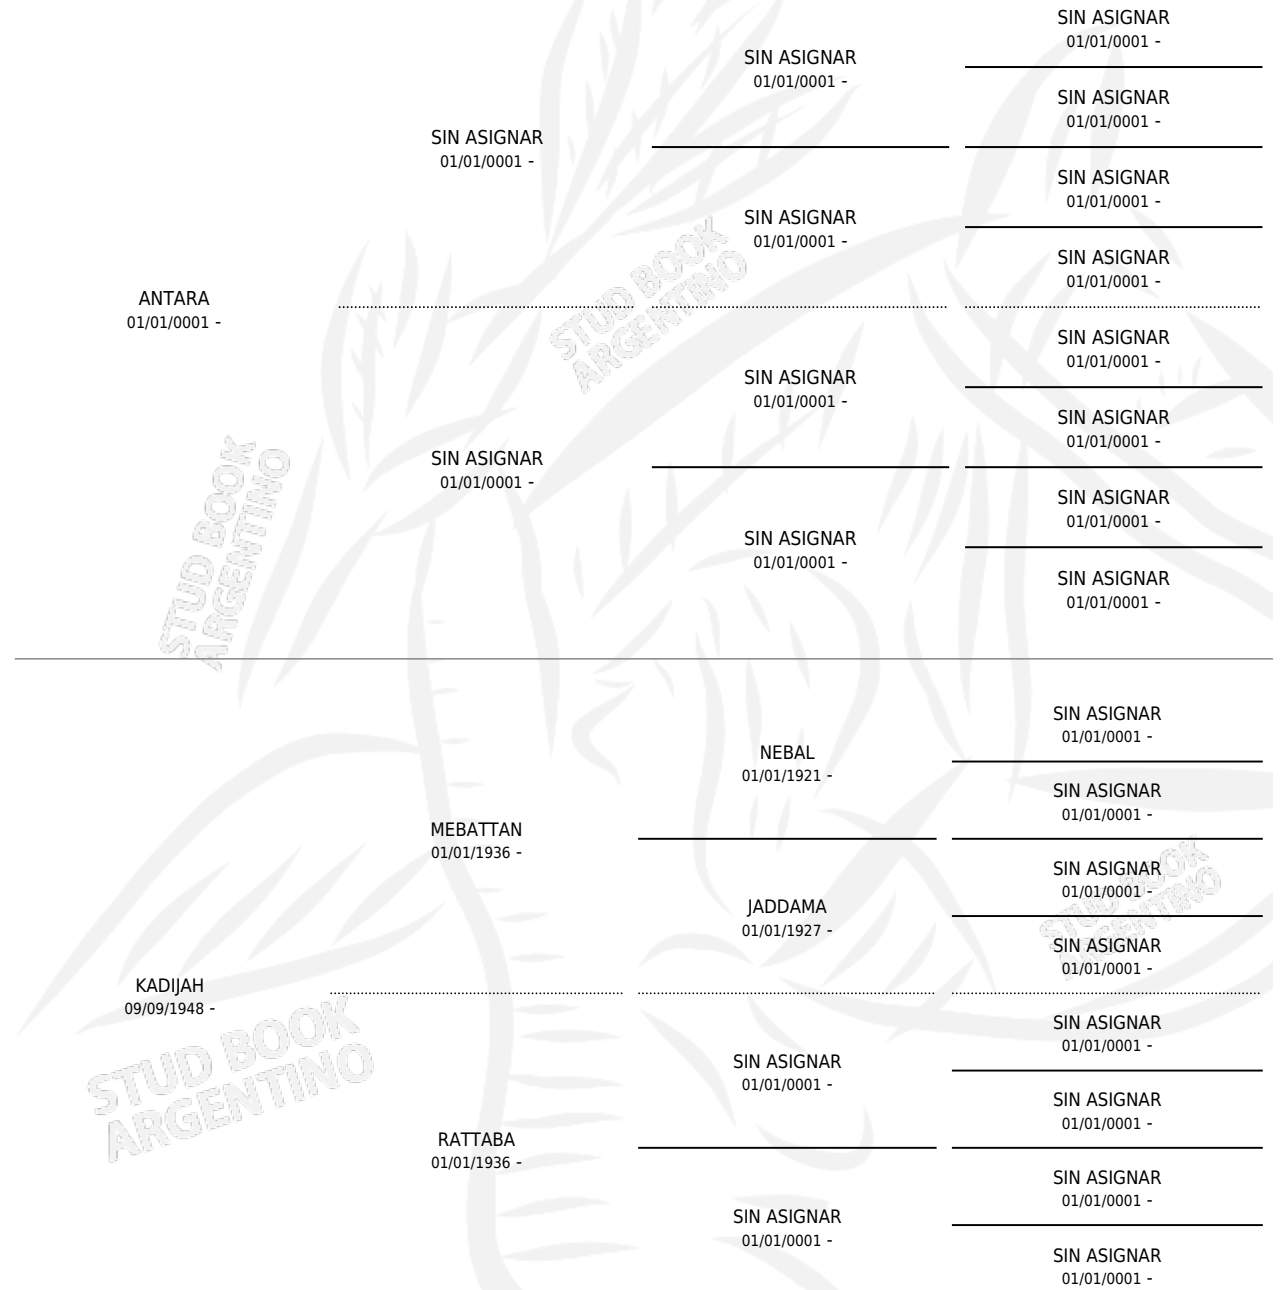 SIN ASIGNAR
01/01/0001 -
SIN ASIGNAR
01/01/0001 -
SIN ASIGNAR
01/01/0001 -
SIN ASIGNAR
01/01/0001 -
SIN ASIGNAR
01/01/0001 -
SIN ASIGNAR
01/01/0001 -
SIN ASIGNAR
01/01/0001 -
STUD BOOK
ARGENTINO
ANTARA
01/01/0001 -
SIN ASIGNAR
01/01/0001 -
SIN ASIGNAR
01/01/0001 -
SIN ASIGNAR
01/01/0001 -
SIN ASIGNAR
01/01/0001 -
SIN ASIGNAR
01/01/0001 -
STUD BOOK
ARGENTINO
SIN ASIGNAR
01/01/0001 -
SIN ASIGNAR
01/01/0001 -
SIN ASIGNAR
01/01/0001 -
SIN ASIGNAR
01/01/0001 -
NEBAL
01/01/1921 -
SIN ASIGNAR
01/01/0001 -
MEBATTAN
01/01/1936 -
SIN ASIGNAR
01/01/0001 -
STUD BOOK
ARGENTINO
JADDAMA
01/01/1927 -
SIN ASIGNAR
01/01/0001 -
KADIJAH
09/09/1948 -
STUD BOOK
ARGENTINO
SIN ASIGNAR
01/01/0001 -
SIN ASIGNAR
01/01/0001 -
SIN ASIGNAR
01/01/0001 -
RATTABA
01/01/1936 -
SIN ASIGNAR
01/01/0001 -
SIN ASIGNAR
01/01/0001 -
SIN ASIGNAR
01/01/0001 -